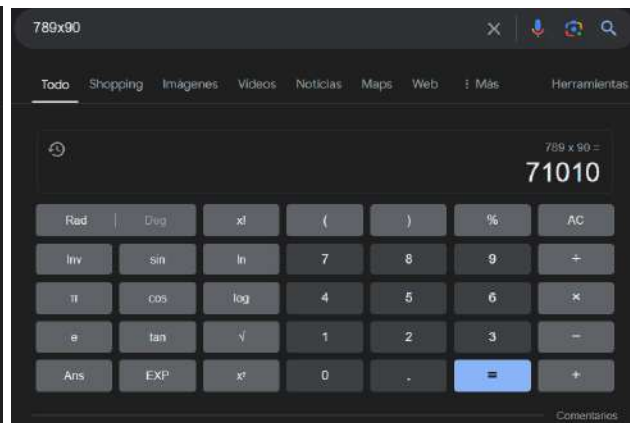 789x90
Todo Shopping Imágenes Vídeos Noticias Maps Web Más Herramientas
789 x 90 =
71010
Rad Deg x! ( ) % AC
Inv sin ln 7 8 9 ÷
π cos log 4 5 6 ×
e tan √ 1 2 3 −
Ans EXP xʸ 0 . = +
Comentarios